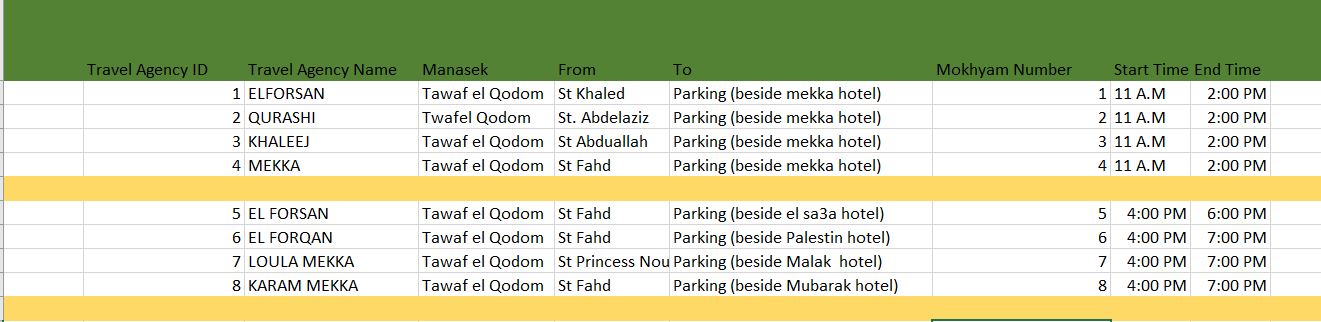 Travel Agency ID Travel Agency Name Manasek From To Mokhyam Number Start Time End Time
1 ELFORSAN Tawaf el Qodom St Khaled Parking (beside mekka hotel) 1 11 A.M 2:00 PM
2 QURASHI Twafel Qodom St. Abdelaziz Parking (beside mekka hotel) 2 11 A.M 2:00 PM
3 KHALEEJ Tawaf el Qodom St Abduallah Parking (beside mekka hotel) 3 11 A.M 2:00 PM
4 MEKKA Tawaf el Qodom St Fahd Parking (beside mekka hotel) 4 11 A.M 2:00 PM
5 EL FORSAN Tawaf el Qodom St Fahd Parking (beside el sa3a hotel) 5 4:00 PM 6:00 PM
6 EL FORQAN Tawaf el Qodom St Fahd Parking (beside Palestin hotel) 6 4:00 PM 7:00 PM
7 LOULA MEKKA Tawaf el Qodom St Princess Nou Parking (beside Malak hotel) 7 4:00 PM 7:00 PM
8 KARAM MEKKA Tawaf el Qodom St Fahd Parking (beside Mubarak hotel) 8 4:00 PM 7:00 PM